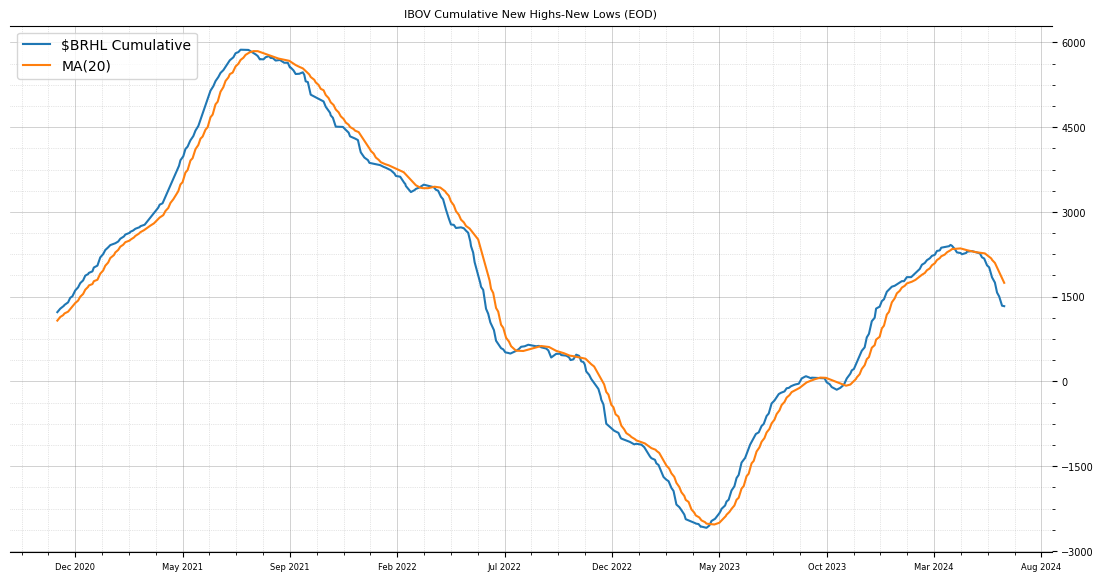 IBOV Cumulative New Highs-New Lows (EOD)
$BRHL Cumulative
MA(20)
6000
4500
3000
1500
0
−1500
−3000
Dec 2020 May 2021 Sep 2021 Feb 2022 Jul 2022 Dec 2022 May 2023 Oct 2023 Mar 2024 Aug 2024